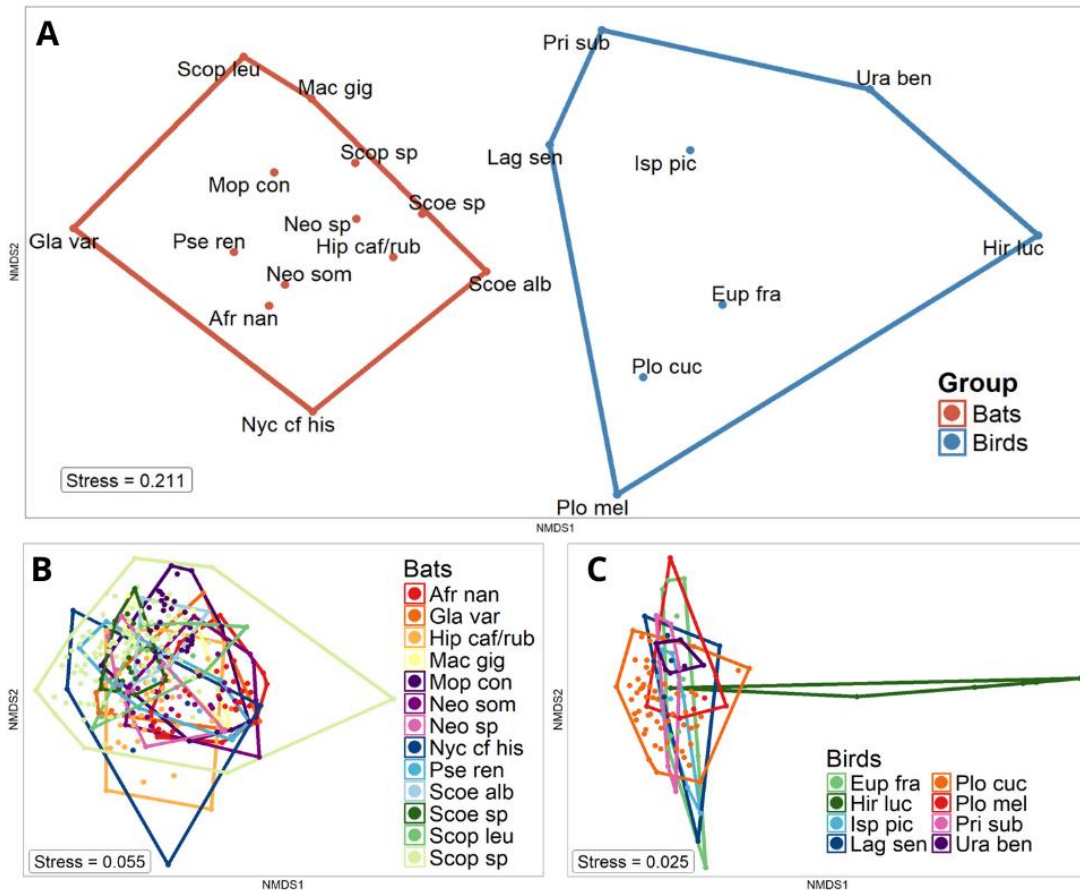 A
Pri sub
Scop leu
Mac gig
Ura ben
Scop sp
Lag sen
Isp pic
Mop con
Scoe sp
Neo sp
Gla var
Pse ren
Hip caf/rub
Hir luc
Neo som
Scoe alb
Eup fra
Afr nan
Plo cuc
Nyc cf his
Plo mel
Group
Bats
Birds
Stress = 0.211
NMDS2
NMDS1
B
Bats
Afr nan
Gla var
Hip caf/rub
Mac gig
Mop con
Neo som
Neo sp
Nyc cf his
Pse ren
Scoe alb
Scoe sp
Scop leu
Scop sp
Stress = 0.055
NMDS2
NMDS1
C
Birds
Eup fra
Hir luc
Isp pic
Lag sen
Plo cuc
Plo mel
Pri sub
Ura ben
Stress = 0.025
NMDS2
NMDS1